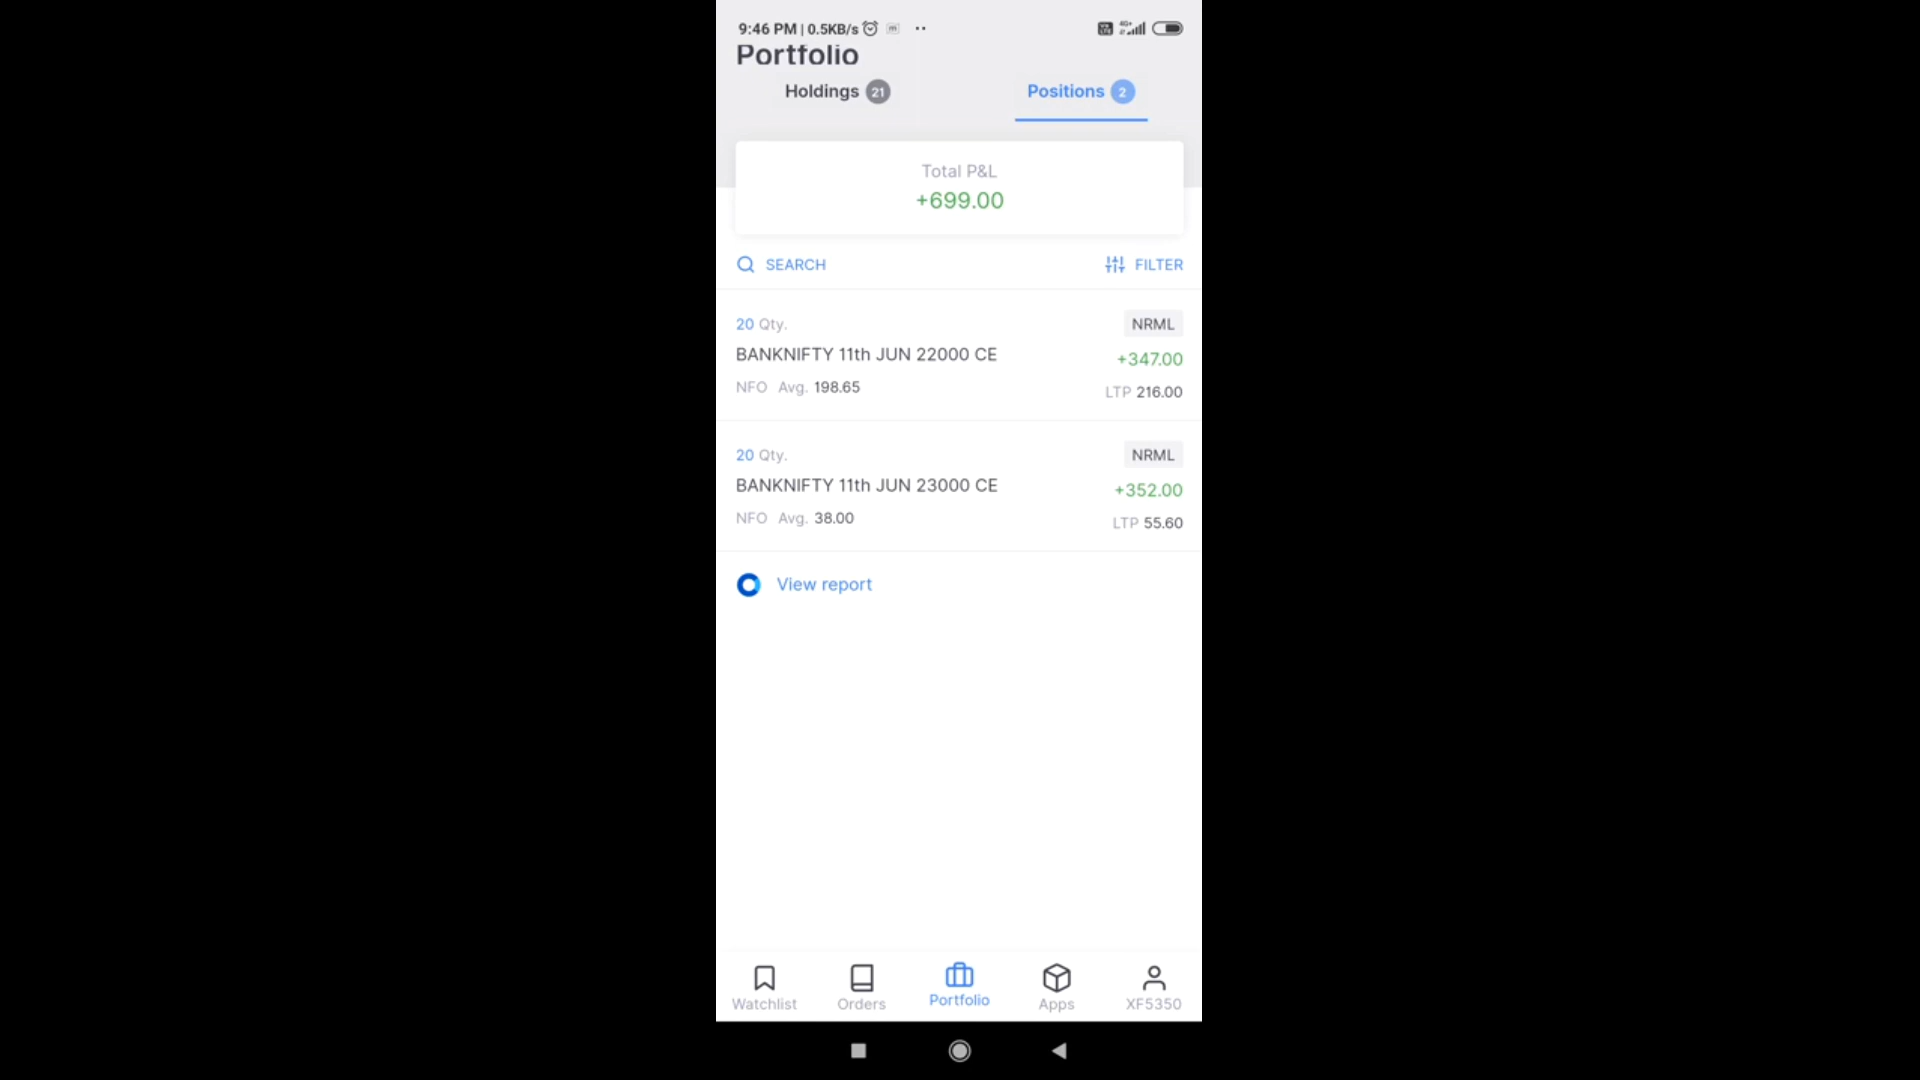 9:46 PM | 0.5KB/s
Portfolio
Holdings 21
Positions 2
Total P&L
+699.00
SEARCH
FILTER
20 Qty.
NRML
BANKNIFTY 11th JUN 22000 CE
+347.00
NFO Avg. 198.65
LTP 216.00
20 Qty.
NRML
BANKNIFTY 11th JUN 23000 CE
+352.00
NFO Avg. 38.00
LTP 55.60
View report
Watchlist
Orders
Portfolio
Apps
XF5350